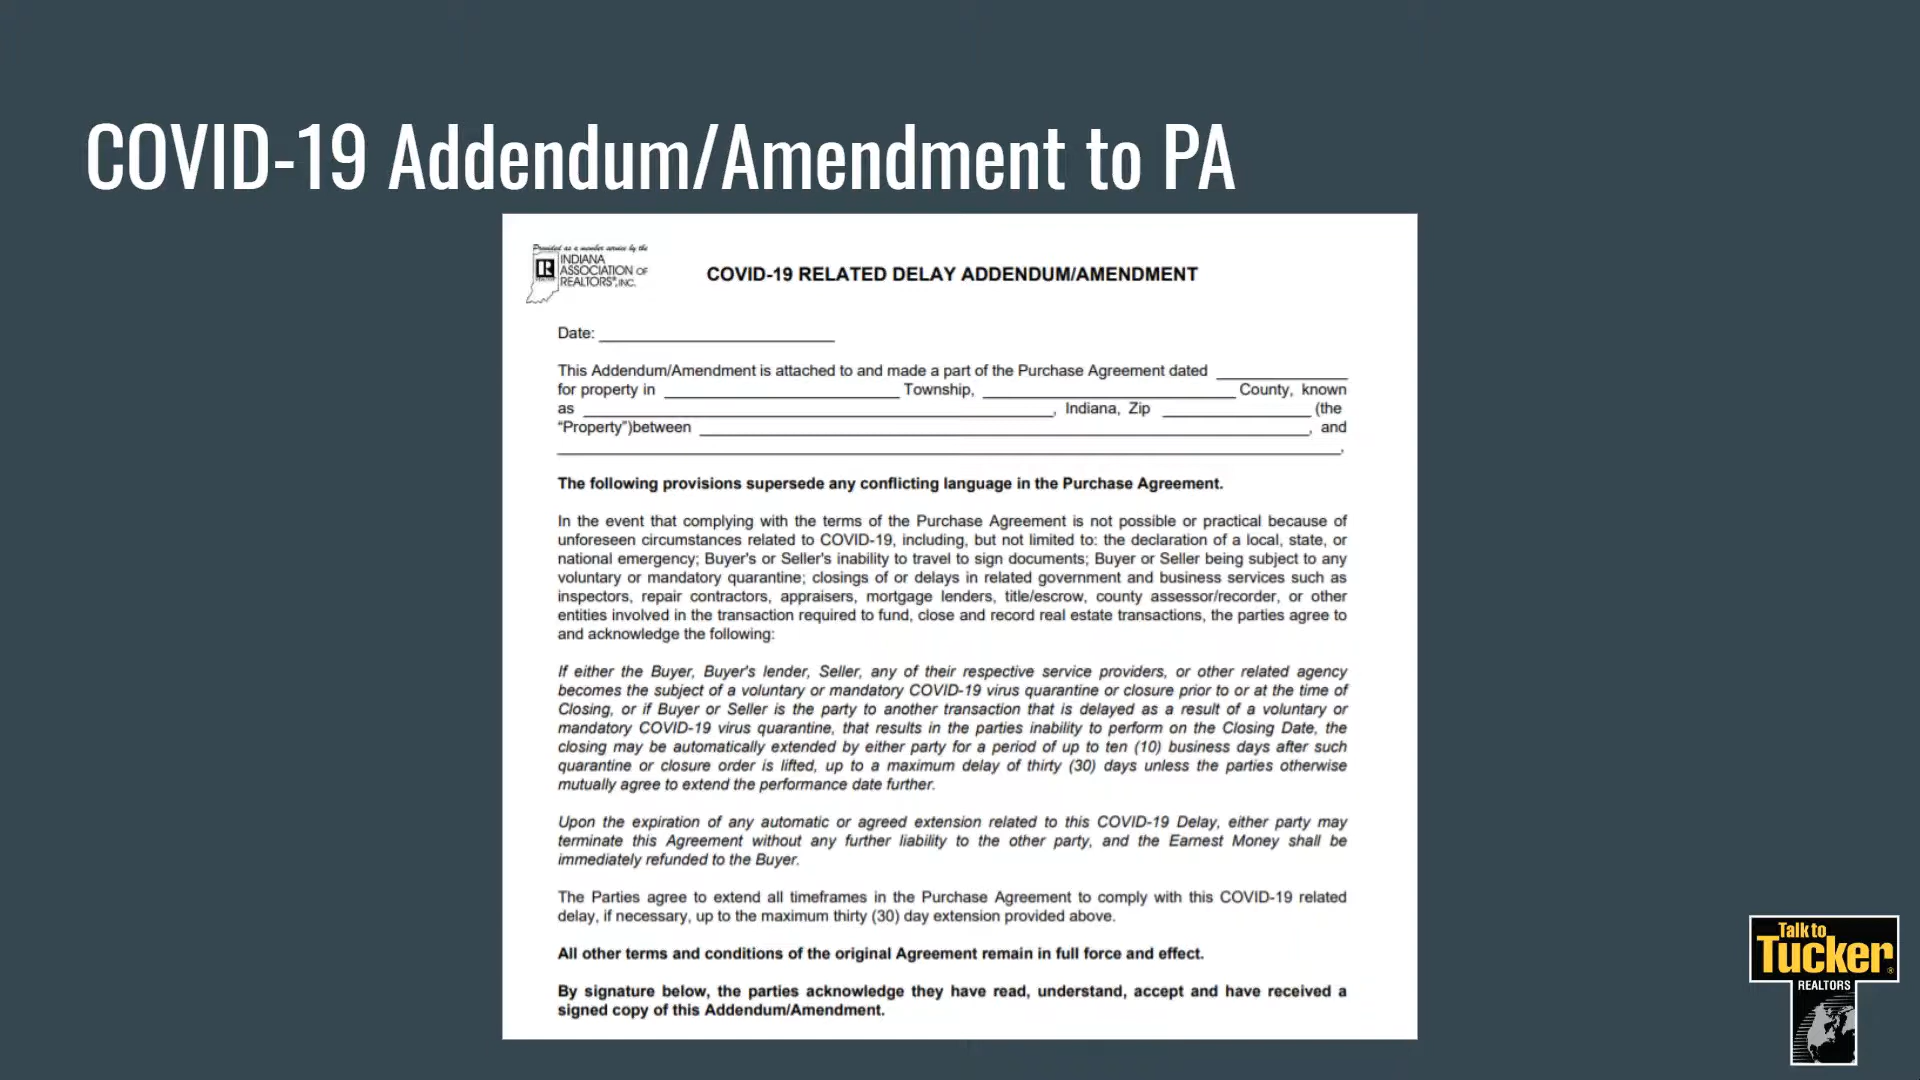 COVID-19 Addendum/Amendment to PA
Provided as a member service by the
INDIANA
ASSOCIATION OF
REALTORS®, INC.
COVID-19 RELATED DELAY ADDENDUM/AMENDMENT
Date: ____________________________
This Addendum/Amendment is attached to and made a part of the Purchase Agreement dated ________________
for property in ____________________________ Township, ______________________________ County, known
as ________________________________________________________, Indiana, Zip __________________ (the
“Property”)between _________________________________________________________________________, and
______________________________________________________________________________________________.
The following provisions supersede any conflicting language in the Purchase Agreement.
In the event that complying with the terms of the Purchase Agreement is not possible or practical because of
unforeseen circumstances related to COVID-19, including, but not limited to: the declaration of a local, state, or
national emergency; Buyer's or Seller's inability to travel to sign documents; Buyer or Seller being subject to any
voluntary or mandatory quarantine; closings of or delays in related government and business services such as
inspectors, repair contractors, appraisers, mortgage lenders, title/escrow, county assessor/recorder, or other
entities involved in the transaction required to fund, close and record real estate transactions, the parties agree to
and acknowledge the following:
If either the Buyer, Buyer's lender, Seller, any of their respective service providers, or other related agency
becomes the subject of a voluntary or mandatory COVID-19 virus quarantine or closure prior to or at the time of
Closing, or if Buyer or Seller is the party to another transaction that is delayed as a result of a voluntary or
mandatory COVID-19 virus quarantine, that results in the parties inability to perform on the Closing Date, the
closing may be automatically extended by either party for a period of up to ten (10) business days after such
quarantine or closure order is lifted, up to a maximum delay of thirty (30) days unless the parties otherwise
mutually agree to extend the performance date further.
Upon the expiration of any automatic or agreed extension related to this COVID-19 Delay, either party may
terminate this Agreement without any further liability to the other party, and the Earnest Money shall be
immediately refunded to the Buyer.
The Parties agree to extend all timeframes in the Purchase Agreement to comply with this COVID-19 related
delay, if necessary, up to the maximum thirty (30) day extension provided above.
All other terms and conditions of the original Agreement remain in full force and effect.
By signature below, the parties acknowledge they have read, understand, accept and have received a
signed copy of this Addendum/Amendment.
Talk to
Tucker®
REALTORS